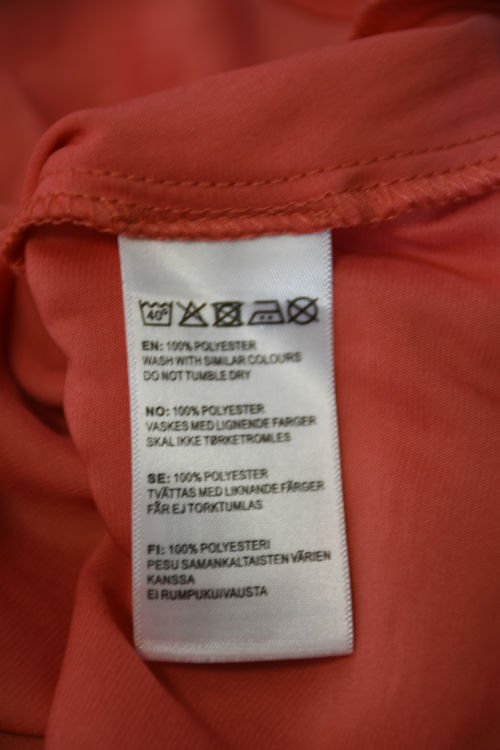 40°
EN: 100% POLYESTER
WASH WITH SIMILAR COLOURS
DO NOT TUMBLE DRY
NO: 100% POLYESTER
VASKES MED LIGNENDE FARGER
SKAL IKKE TØRKETROMLES
SE: 100% POLYESTER
TVÄTTAS MED LIKNANDE FÄRGER
FÅR EJ TORKTUMLAS
FI: 100% POLYESTERI
PESU SAMANKALTAISTEN VÄRIEN
KANSSA
EI RUMPUKUIVAUSTA